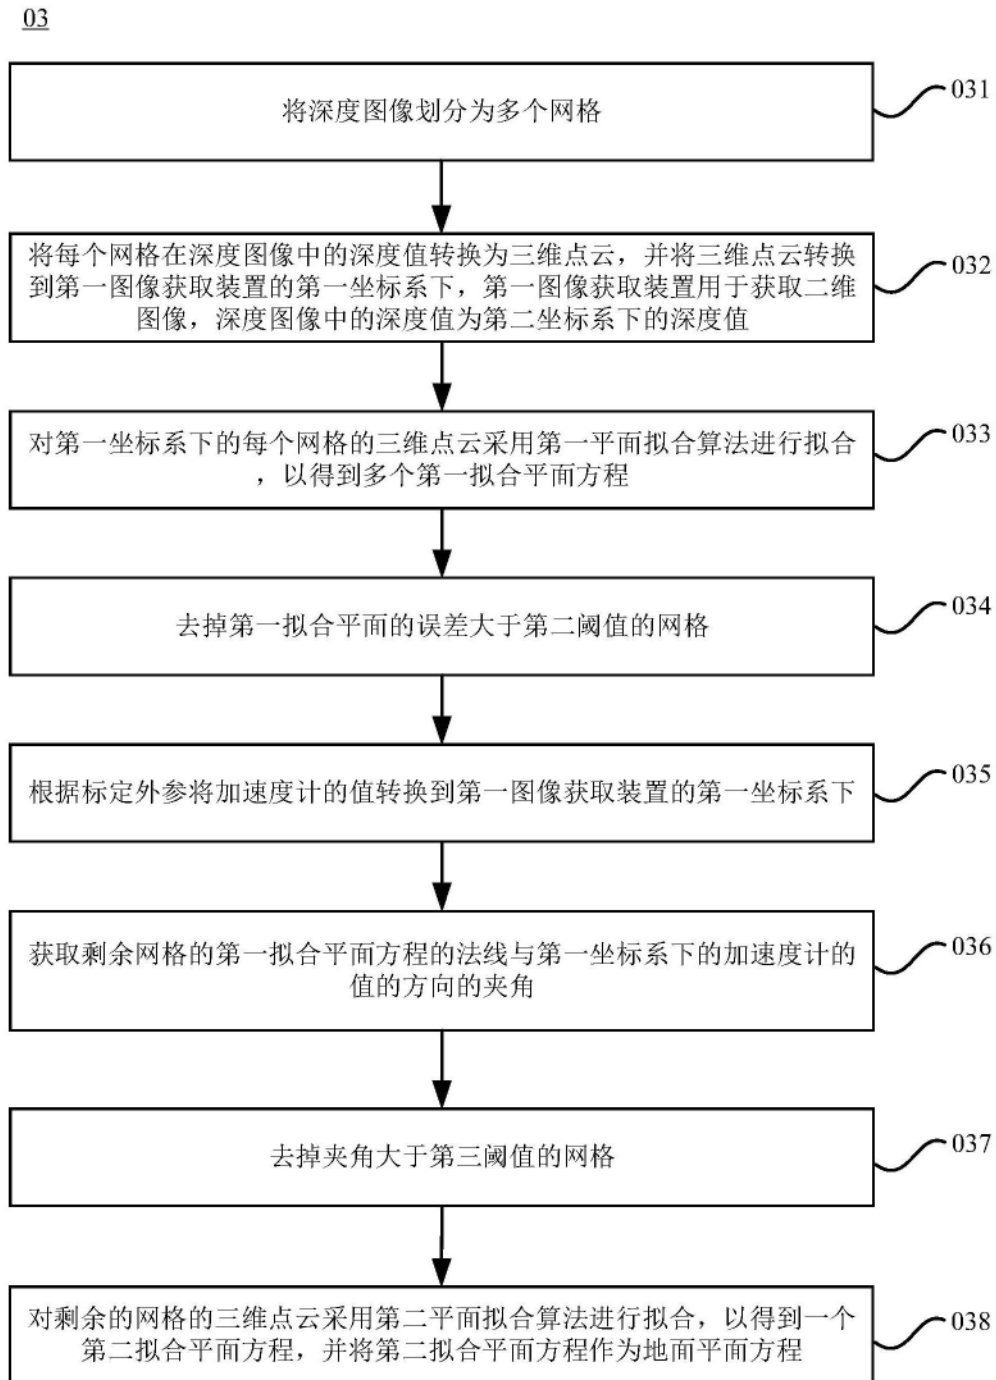 03
将深度图像划分为多个网格
031
将每个网格在深度图像中的深度值转换为三维点云，并将三维点云转换
到第一图像获取装置的第一坐标系下，第一图像获取装置用于获取二维
图像，深度图像中的深度值为第二坐标系下的深度值
032
对第一坐标系下的每个网格的三维点云采用第一平面拟合算法进行拟合
，以得到多个第一拟合平面方程
033
去掉第一拟合平面的误差大于第二阈值的网格
034
根据标定外参将加速度计的值转换到第一图像获取装置的第一坐标系下
035
获取剩余网格的第一拟合平面方程的法线与第一坐标系下的加速度计的
值的方向的夹角
036
去掉夹角大于第三阈值的网格
037
对剩余的网格的三维点云采用第二平面拟合算法进行拟合，以得到一个
第二拟合平面方程，并将第二拟合平面方程作为地面平面方程
038